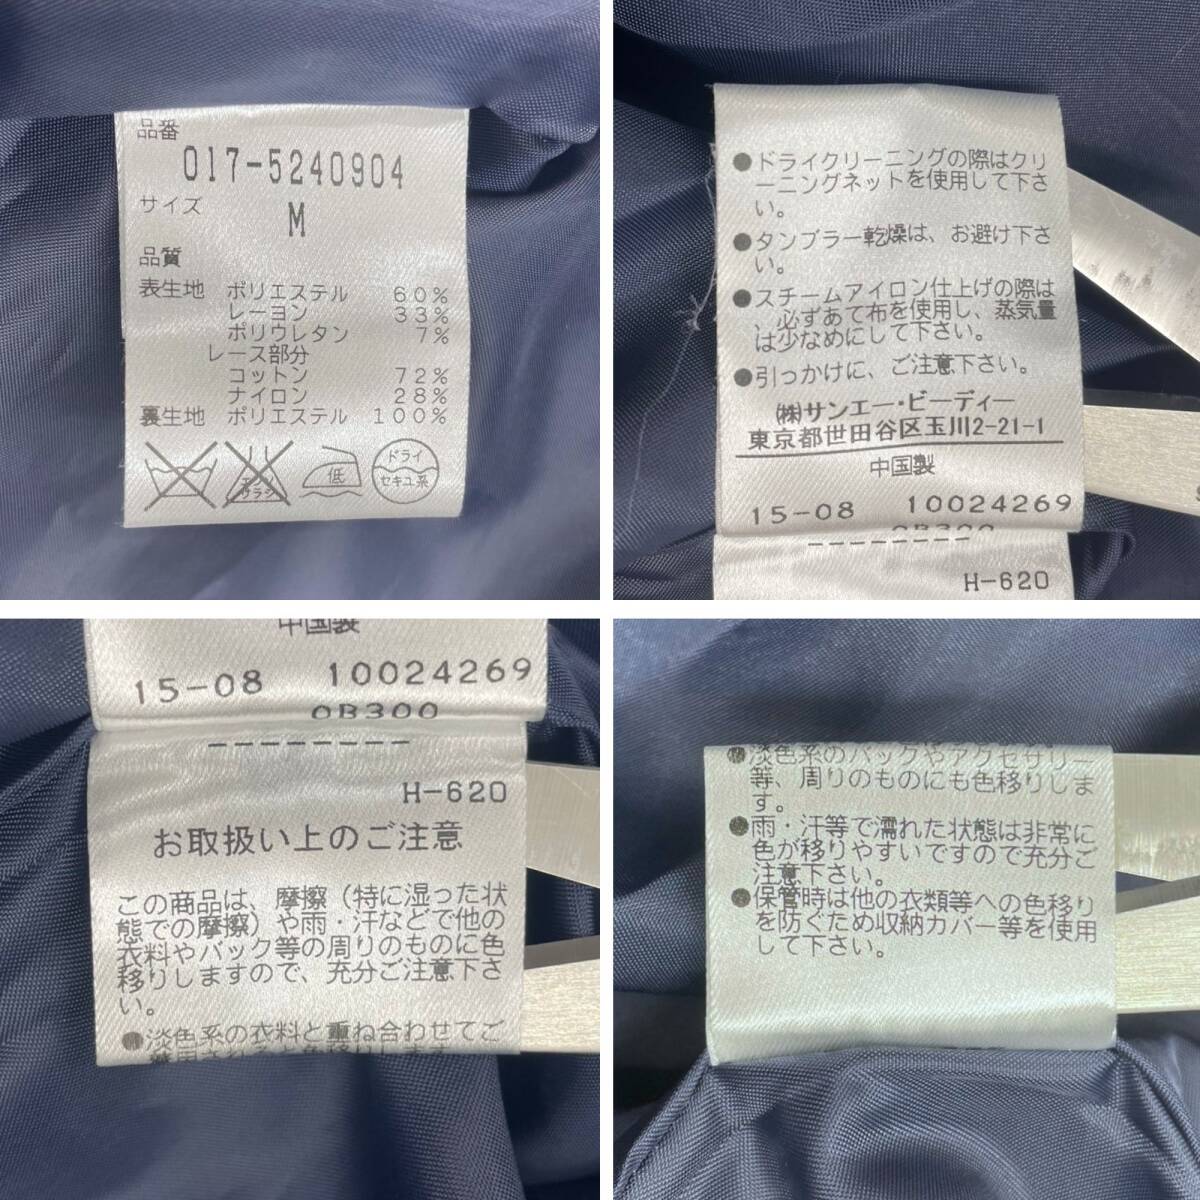 品番
017-5240904
サイズ
M
品質
表生地 ポリエステル 60%
レーヨン 33%
ポリウレタン 7%
レース部分
コットン 72%
ナイロン 28%
裏生地 ポリエステル 100%
エンソ
サラシ
低
ドライ
セキユ系
●ドライクリーニングの際はクリ
ーニングネットを使用して下さ
い。
●タンブラー乾燥は、お避け下さ
い。
●スチームアイロン仕上げの際は
、必ずあて布を使用し、蒸気量
は少なめにして下さい。
●引っかけに、ご注意下さい。
㈱サンエー・ビーディー
東京都世田谷区玉川2-21-1
中国製
15-08 10024269
0B300
--------
H-620
中国製
15-08 10024269
0B300
--------
H-620
お取扱い上のご注意
この商品は、摩擦（特に湿った状
態での摩擦）や雨・汗などで他の
衣料やバック等の周りのものに色
移りしますので、充分ご注意下さ
い。
●淡色系の衣料と重ね合わせてご
●淡色系のバックやアクセサリー
等、周りのものにも色移りしま
す。
●雨・汗等で濡れた状態は非常に
色が移りやすいですので充分ご
注意下さい。
●保管時は他の衣類等への色移り
を防ぐため収納カバー等を使用
して下さい。